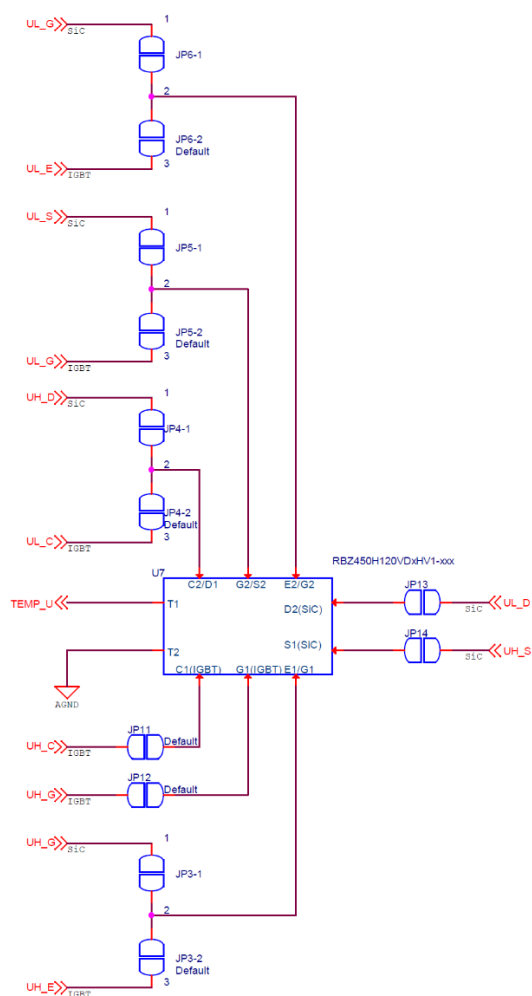 UL_G
SiC
1
JP6-1
2
JP6-2
Default
UL_E
IGBT
3
UL_S
SiC
1
JP5-1
2
JP5-2
Default
UL_G
IGBT
3
UH_D
SiC
1
JP4-1
2
JP4-2
Default
UL_C
IGBT
3
RBZ450H120VDxHV1-xxx
U7
C2/D1 G2/S2 E2/G2
JP13
TEMP_U
T1
D2(SIC)
SiC
UL_D
S1(SIC)
JP14
SiC
UH_S
T2
C1(IGBT) G1(IGBT) E1/G1
AGND
JP11
UH_C
IGBT
Default
JP12
UH_G
IGBT
Default
UH_G
SiC
1
JP3-1
2
JP3-2
Default
UH_E
IGBT
3